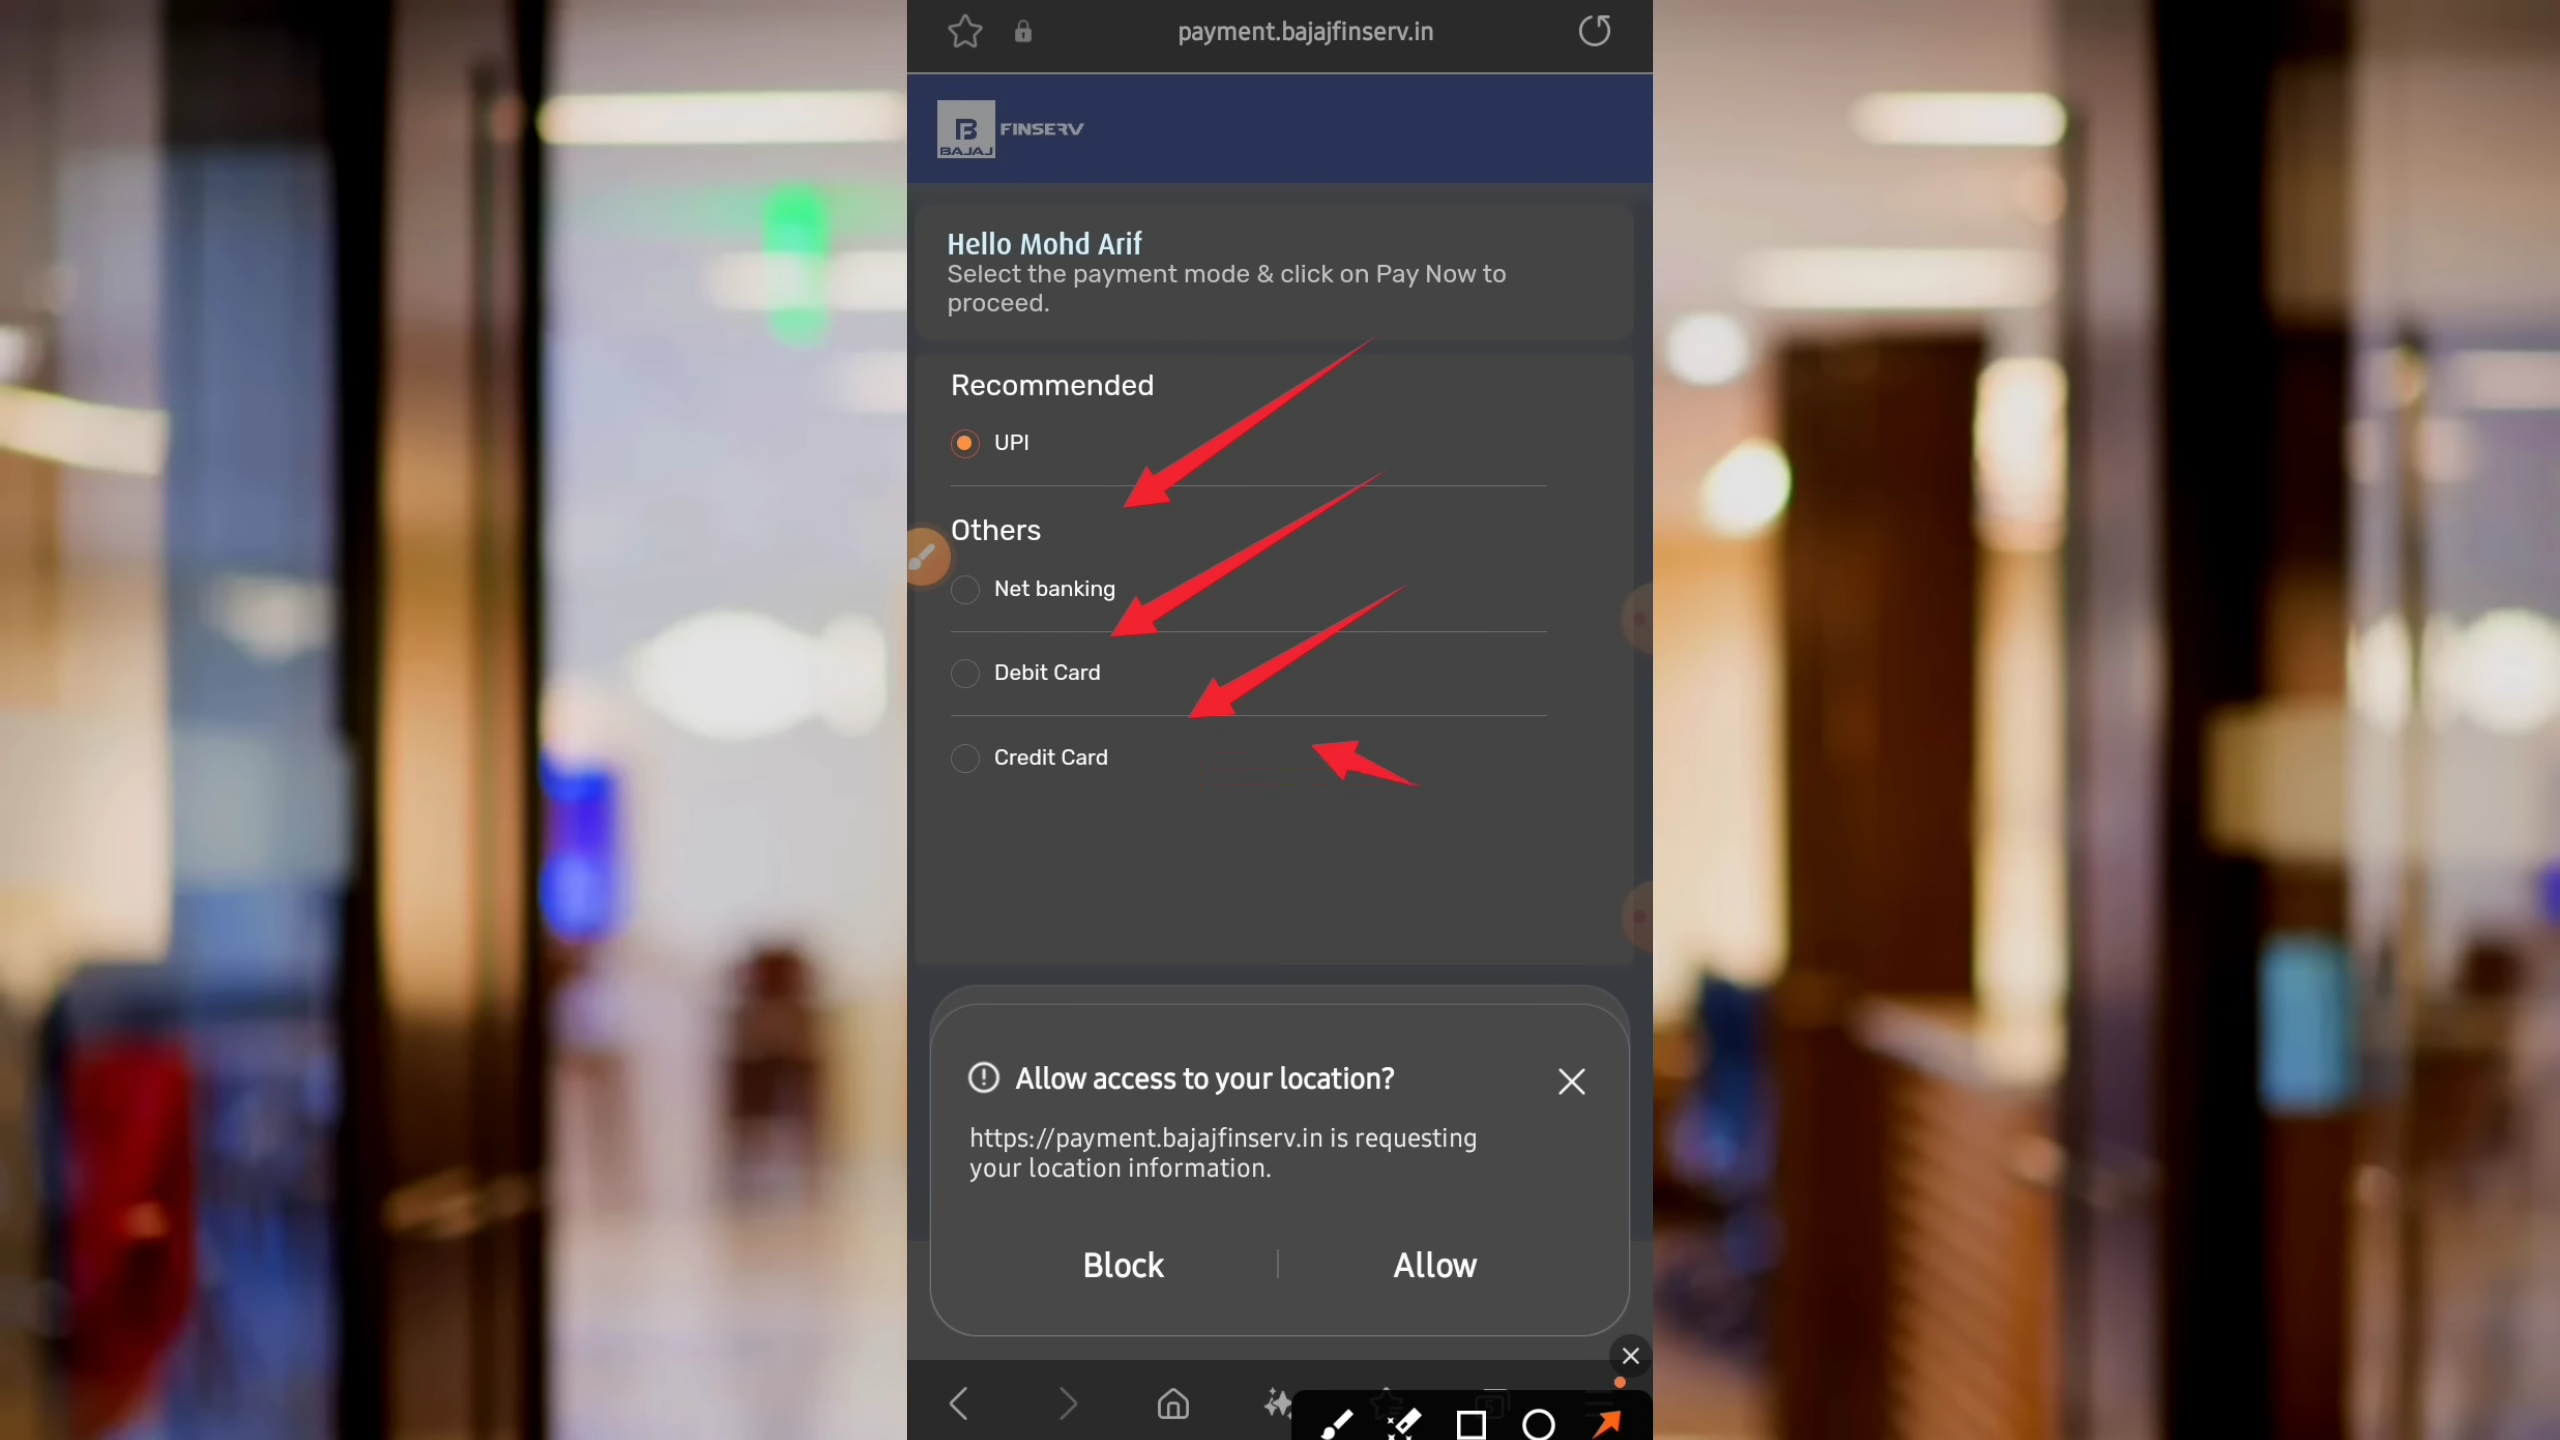 payment.bajajfinserv.in
B
BAJAJ
FINSERV
Hello Mohd Arif
Select the payment mode & click on Pay Now to
proceed.
Recommended
UPI
Others
Net banking
Debit Card
Credit Card
Allow access to your location?
https://payment.bajajfinserv.in is requesting
your location information.
Block
Allow